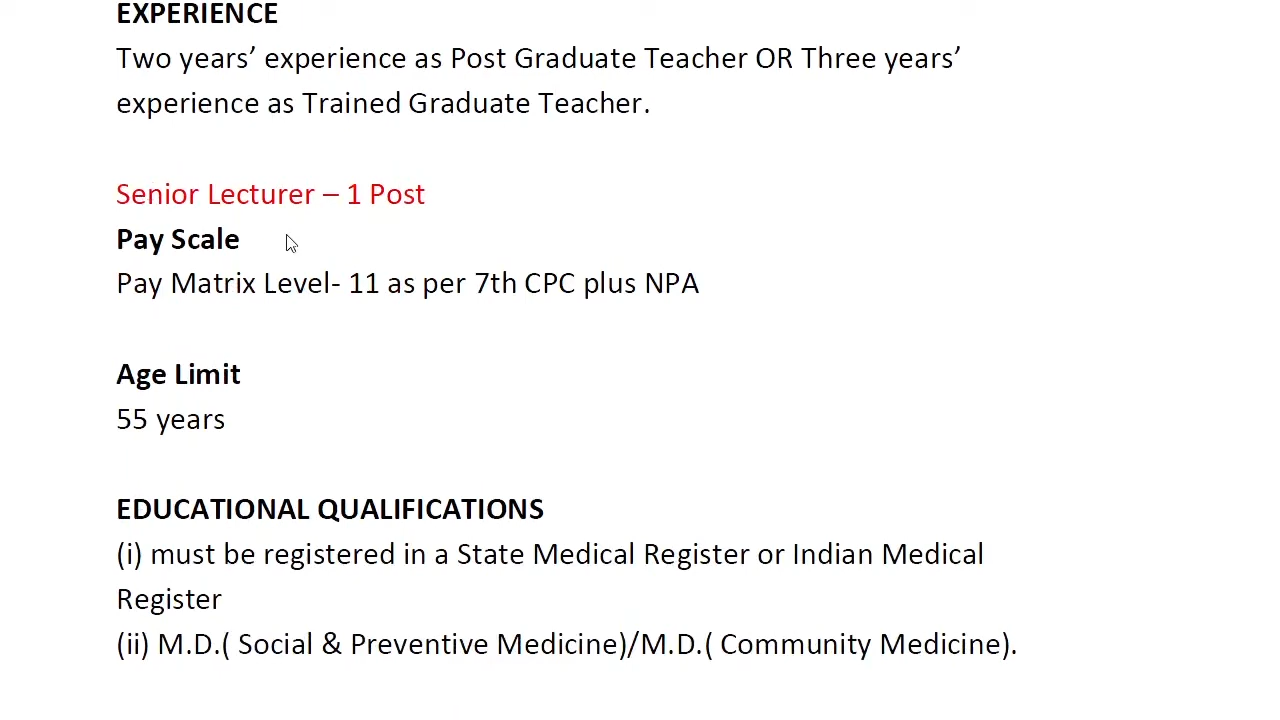 EXPERIENCE
Two years’ experience as Post Graduate Teacher OR Three years’
experience as Trained Graduate Teacher.
Senior Lecturer – 1 Post
Pay Scale
Pay Matrix Level- 11 as per 7th CPC plus NPA
Age Limit
55 years
EDUCATIONAL QUALIFICATIONS
(i) must be registered in a State Medical Register or Indian Medical
Register
(ii) M.D.( Social & Preventive Medicine)/M.D.( Community Medicine).